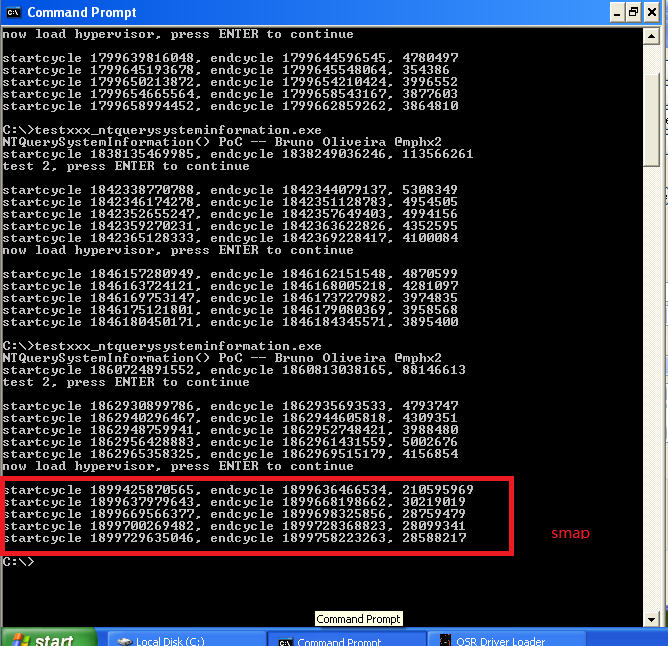 Command Prompt
now load hypervisor, press ENTER to continue
startcycle 1799639816048, endcycle 1799644596545, 4780497
startcycle 1799645193678, endcycle 1799645548064, 354386
startcycle 1799650213872, endcycle 1799654210424, 3996552
startcycle 1799654665564, endcycle 1799658543167, 3877603
startcycle 1799658994452, endcycle 1799662859262, 3864810
C:\>testxxx_ntquerysysteminformation.exe
NTQuerySystemInformation() PoC -- Bruno Oliveira @mphx2
startcycle 1838135469985, endcycle 1838249036246, 113566261
test 2, press ENTER to continue
startcycle 1842338770788, endcycle 1842344079137, 5308349
startcycle 1842346174278, endcycle 1842351128783, 4954505
startcycle 1842352655247, endcycle 1842357649403, 4994156
startcycle 1842359270231, endcycle 1842363622826, 4352595
startcycle 1842365128333, endcycle 1842369228417, 4100084
now load hypervisor, press ENTER to continue
startcycle 1846157280949, endcycle 1846162151548, 4870599
startcycle 1846163724121, endcycle 1846168005218, 4281097
startcycle 1846169753147, endcycle 1846173727982, 3974835
startcycle 1846175121801, endcycle 1846179080369, 3958568
startcycle 1846180450171, endcycle 1846184345571, 3895400
C:\>testxxx_ntquerysysteminformation.exe
NTQuerySystemInformation() PoC -- Bruno Oliveira @mphx2
startcycle 1860724891552, endcycle 1860813038165, 88146613
test 2, press ENTER to continue
startcycle 1862930899786, endcycle 1862935693533, 4793747
startcycle 1862940296467, endcycle 1862944605818, 4309351
startcycle 1862948759941, endcycle 1862952748421, 3988480
startcycle 1862956428883, endcycle 1862961431559, 5002676
startcycle 1862965358325, endcycle 1862969515179, 4156854
now load hypervisor, press ENTER to continue
startcycle 1899425870565, endcycle 1899636466534, 210595969
startcycle 1899637979643, endcycle 1899668198662, 30219019
startcycle 1899669566377, endcycle 1899698325856, 28759479
startcycle 1899700269482, endcycle 1899728368823, 28099341
startcycle 1899729635046, endcycle 1899758223263, 28588217
smap
C:\>
Command Prompt
start
Local Disk (C:)
Command Prompt
OSR Driver Loader